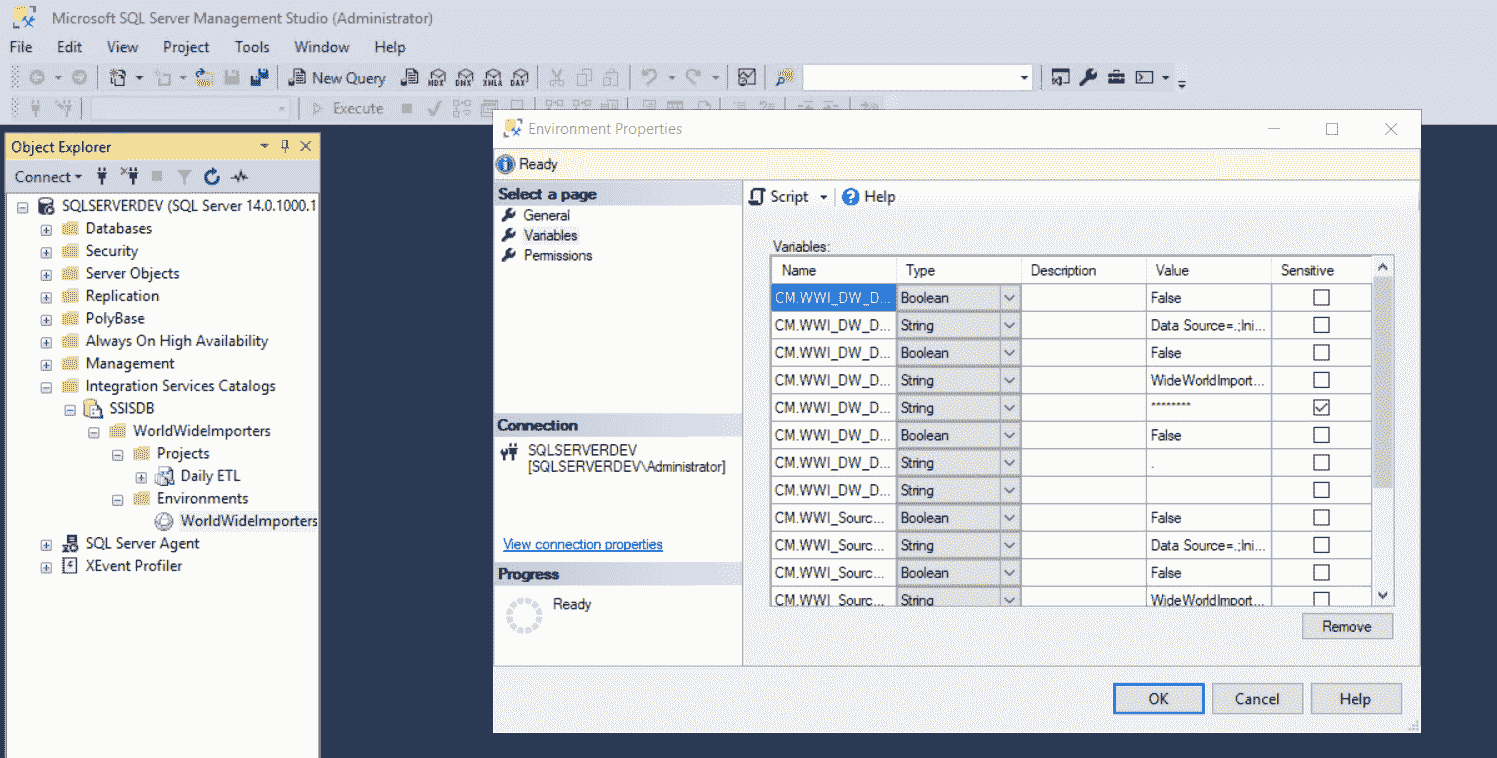 Microsoft SQL Server Management Studio (Administrator)
File Edit View Project Tools Window Help
New Query MDX DMX XMLA DAX
Execute
Object Explorer
Connect
SQLSERVERDEV (SQL Server 14.0.1000.1
Databases
Security
Server Objects
Replication
PolyBase
Always On High Availability
Management
Integration Services Catalogs
SSISDB
WorldWideImporters
Projects
Daily ETL
Environments
WorldWideImporters
SQL Server Agent
XEvent Profiler
Environment Properties
Ready
Select a page
General
Variables
Permissions
Connection
SQLSERVERDEV
[SQLSERVERDEV\Administrator]
View connection properties
Progress
Ready
Script Help
Variables:
Name Type Description Value Sensitive
CM.WWI_DW_D... Boolean False
CM.WWI_DW_D... String Data Source=.;Ini...
CM.WWI_DW_D... Boolean False
CM.WWI_DW_D... String WideWorldImport...
CM.WWI_DW_D... String ********
CM.WWI_DW_D... Boolean False
CM.WWI_DW_D... String .
CM.WWI_DW_D... String
CM.WWI_Sourc... Boolean False
CM.WWI_Sourc... String Data Source=.;Ini...
CM.WWI_Sourc... Boolean False
CM.WWI_Sourc... String WideWorldImport...
Remove
OK Cancel Help